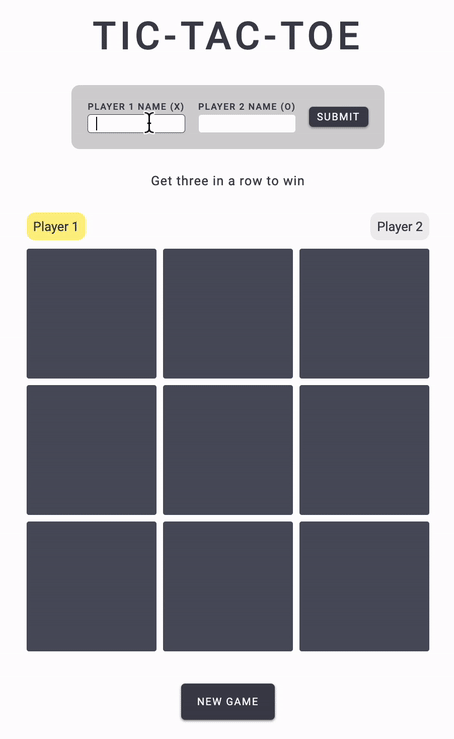 TIC-TAC-TOE
PLAYER 1 NAME (X) PLAYER 2 NAME (O)
SUBMIT
Get three in a row to win
Player 1 Player 2
NEW GAME